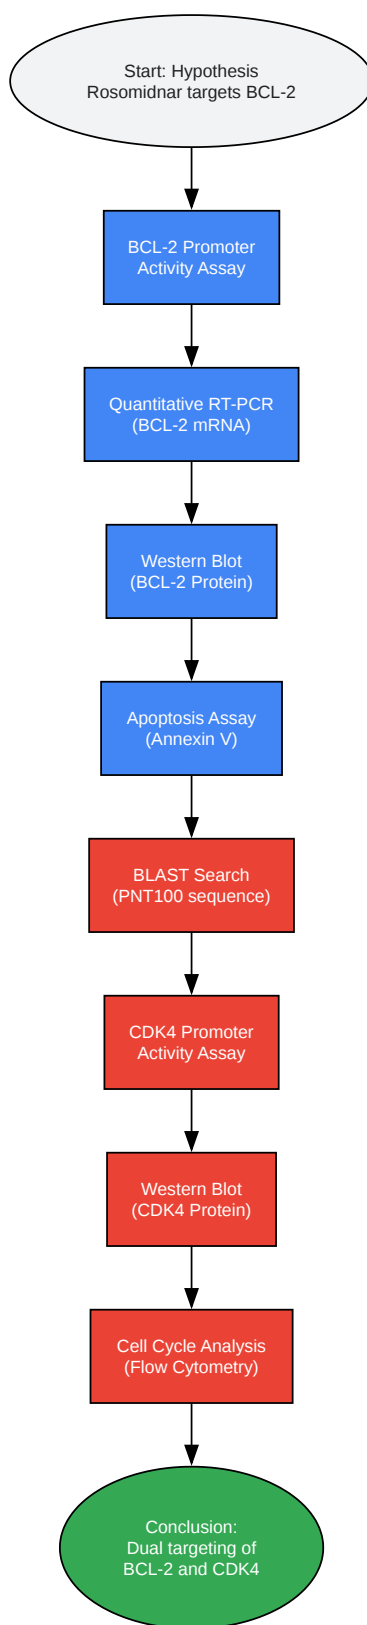 Start: Hypothesis
Rosomidnar targets BCL-2
BCL-2 Promoter
Activity Assay
Quantitative RT-PCR
(BCL-2 mRNA)
Western Blot
(BCL-2 Protein)
Apoptosis Assay
(Annexin V)
BLAST Search
(PNT100 sequence)
CDK4 Promoter
Activity Assay
Western Blot
(CDK4 Protein)
Cell Cycle Analysis
(Flow Cytometry)
Conclusion:
Dual targeting of
BCL-2 and CDK4